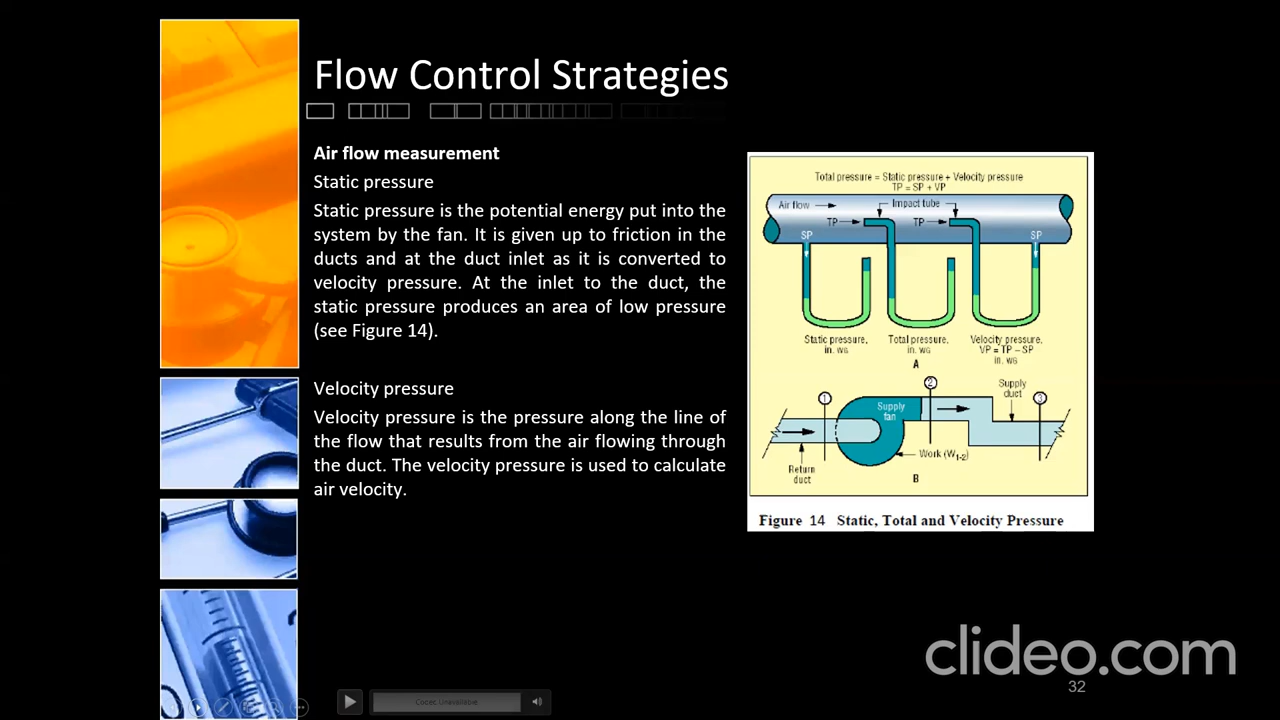 Flow Control Strategies
Air flow measurement
Static pressure
Static pressure is the potential energy put into the
system by the fan. It is given up to friction in the
ducts and at the duct inlet as it is converted to
velocity pressure. At the inlet to the duct, the
static pressure produces an area of low pressure
(see Figure 14).
Velocity pressure
Velocity pressure is the pressure along the line of
the flow that results from the air flowing through
the duct. The velocity pressure is used to calculate
air velocity.
Total pressure = Static pressure + Velocity pressure
TP = SP + VP
Air flow
Impact tube
TP
TP
SP
SP
Static pressure,
in. wg
Total pressure,
in. wg
Velocity pressure,
VP = TP – SP
in. wg
A
1
2
3
Supply
duct
Supply
fan
Work (W1-2)
Return
duct
B
Figure 14 Static, Total and Velocity Pressure
clideo.com
32
Codec Unavailable